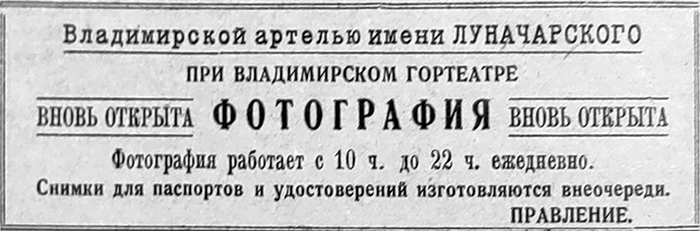 Владимирской артелью имени ЛУНАЧАРСКОГО
ПРИ ВЛАДИМИРСКОМ ГОРТЕАТРЕ
ВНОВЬ ОТКРЫТА ФОТОГРАФИЯ ВНОВЬ ОТКРЫТА
Фотография работает с 10 ч. до 22 ч. ежедневно.
Снимки для паспортов и удостоверений изготовляются внеочереди.
ПРАВЛЕНИЕ.